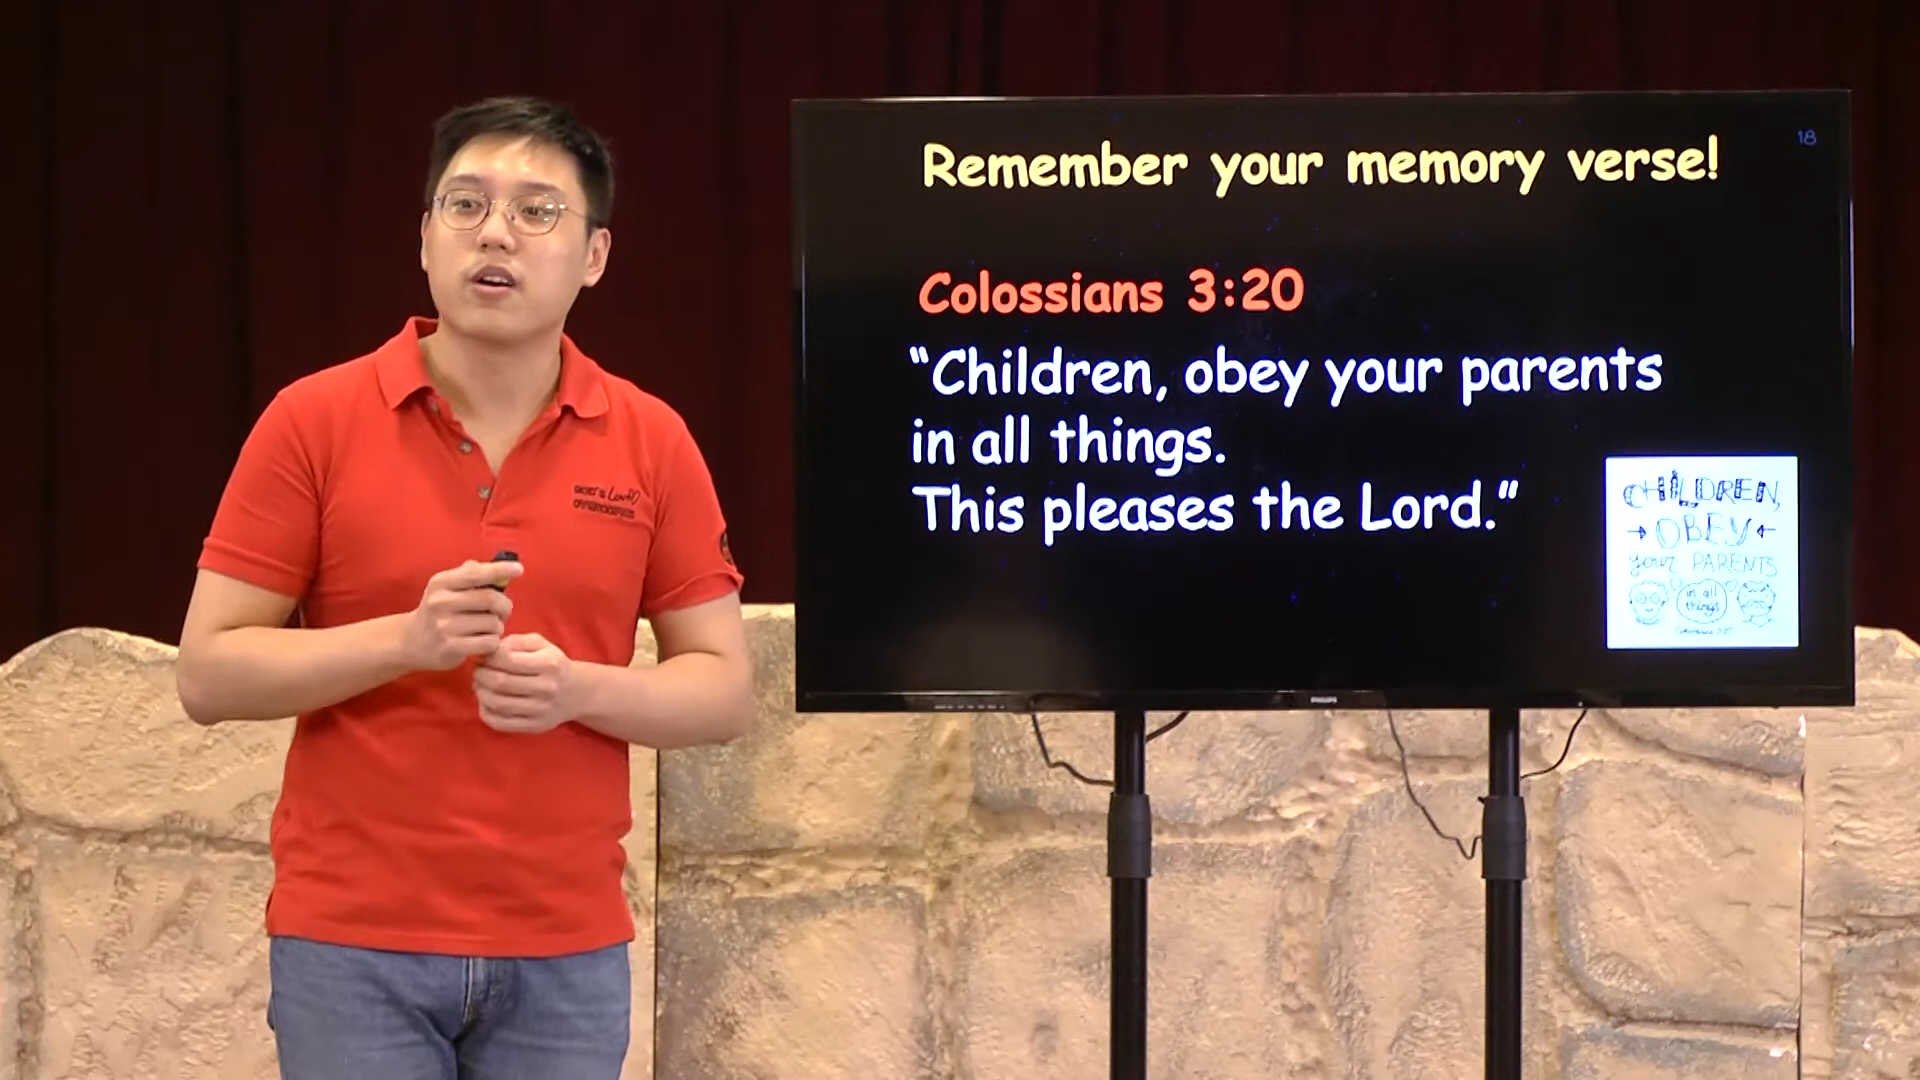 Remember your memory verse!
18
Colossians 3:20
“Children, obey your parents
in all things.
This pleases the Lord.”
CHILDREN,
OBEY
your PARENTS
in all
things
PHILIPS